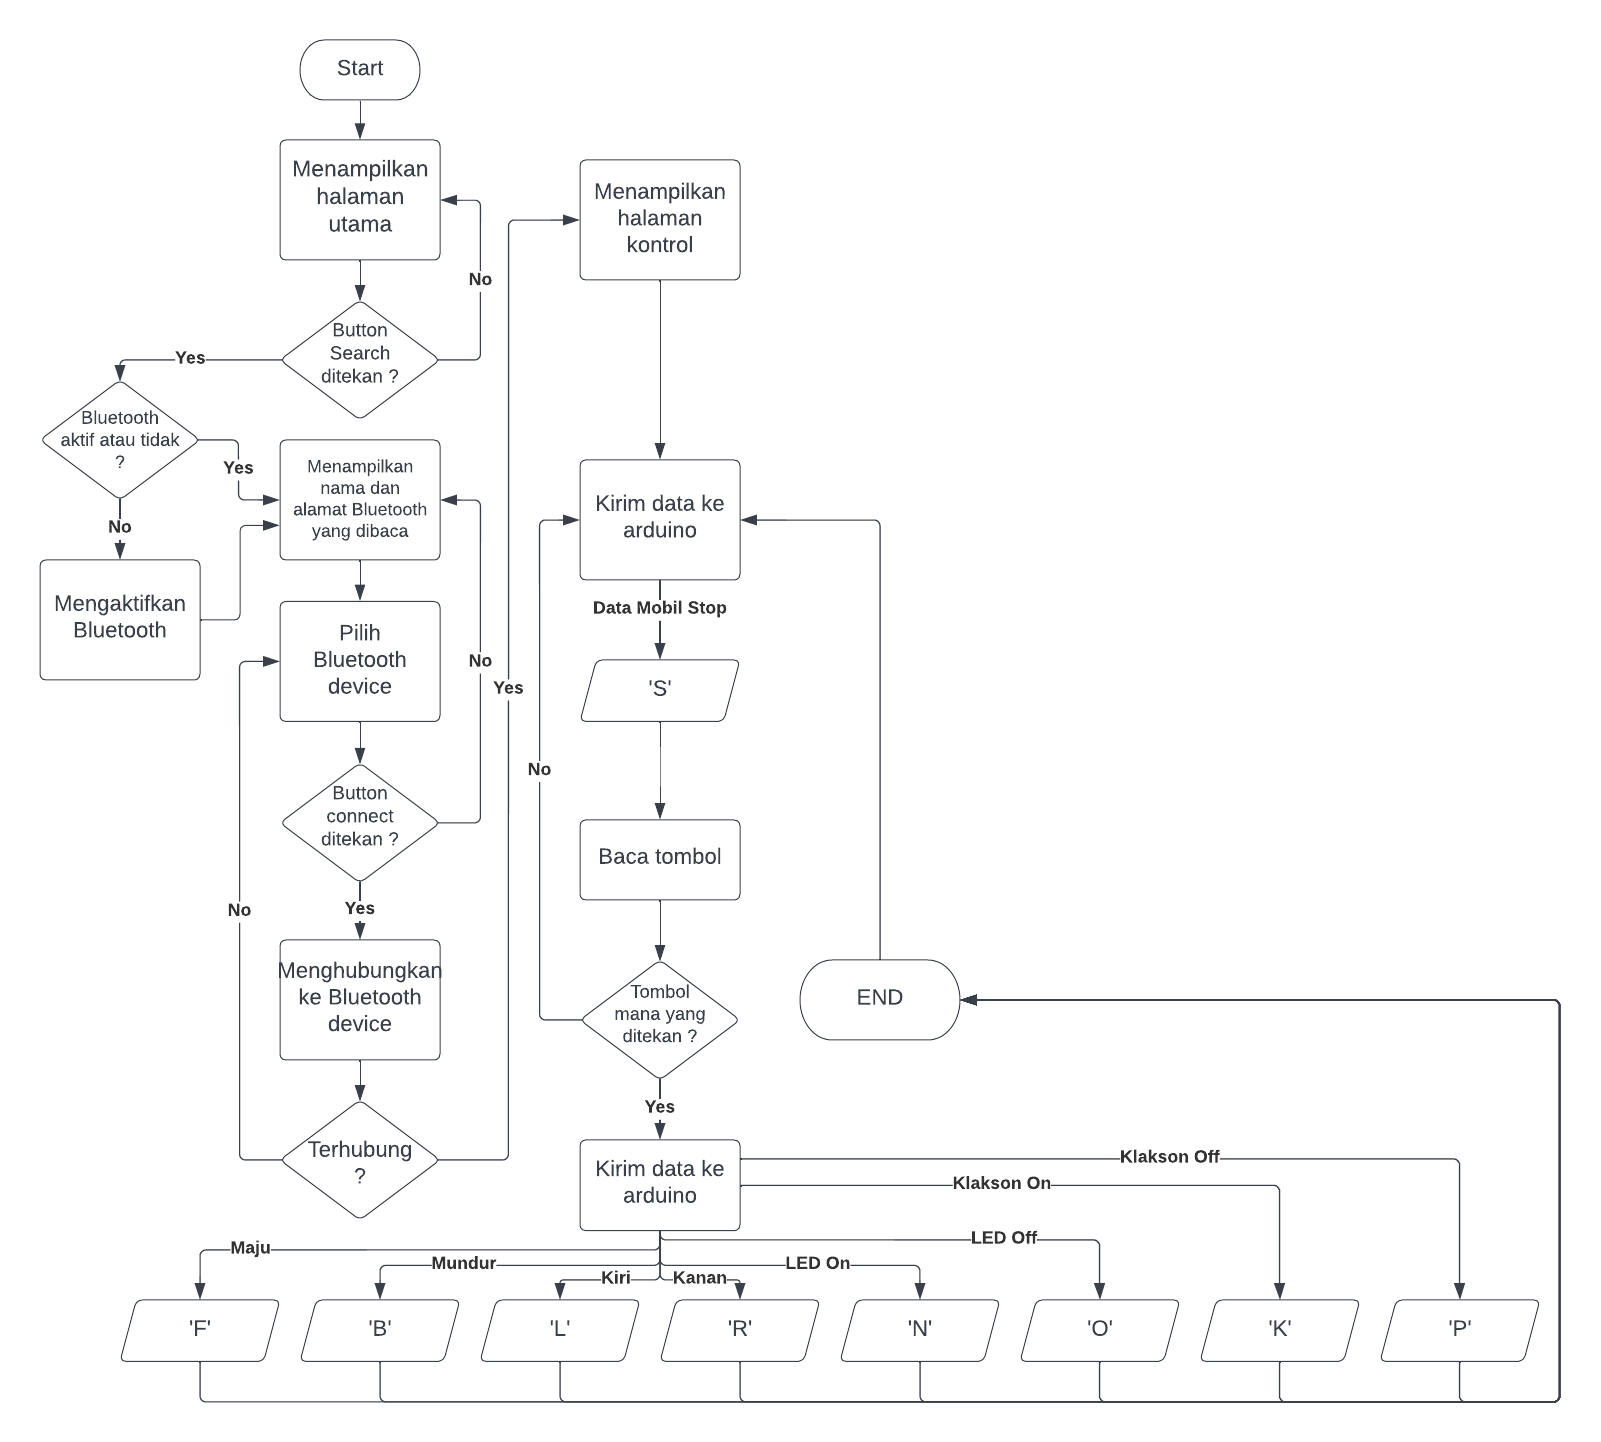 Start
Menampilkan
halaman
utama
No
Button
Search
ditekan ?
Yes
Bluetooth
aktif atau tidak
?
Yes
No
Mengaktifkan
Bluetooth
Menampilkan
nama dan
alamat Bluetooth
yang dibaca
Pilih
Bluetooth
device
No
Button
connect
ditekan ?
Yes
No
Menghubungkan
ke Bluetooth
device
Terhubung
?
Yes
Menampilkan
halaman
kontrol
Kirim data ke
arduino
Data Mobil Stop
'S'
No
Baca tombol
Tombol
mana yang
ditekan ?
END
Yes
Kirim data ke
arduino
Klakson Off
Klakson On
LED Off
Maju
Mundur
LED On
Kiri
Kanan
'F'
'B'
'L'
'R'
'N'
'O'
'K'
'P'